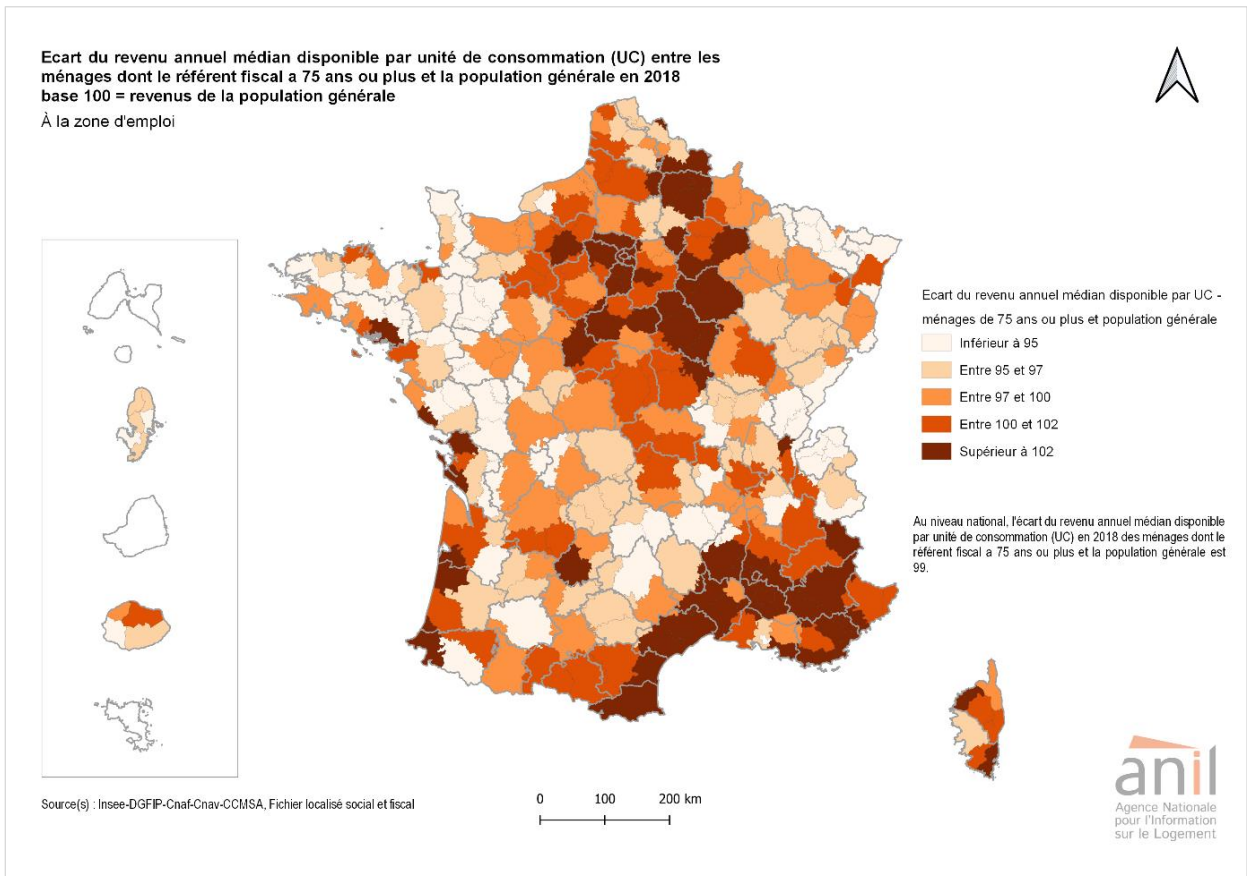 Ecart du revenu annuel médian disponible par unité de consommation (UC) entre les
ménages dont le référent fiscal a 75 ans ou plus et la population générale en 2018
base 100 = revenus de la population générale
À la zone d'emploi
Ecart du revenu annuel médian disponible par UC -
ménages de 75 ans ou plus et population générale
Inférieur à 95
Entre 95 et 97
Entre 97 et 100
Entre 100 et 102
Supérieur à 102
Au niveau national, l'écart du revenu annuel médian disponible
par unité de consommation (UC) en 2018 des ménages dont le
référent fiscal a 75 ans ou plus et la population générale est
99.
Source(s) : Insee-DGFIP-Cnaf-Cnav-CCMSA, Fichier localisé social et fiscal
0 100 200 km
anil
Agence Nationale
pour l'Information
sur le Logement